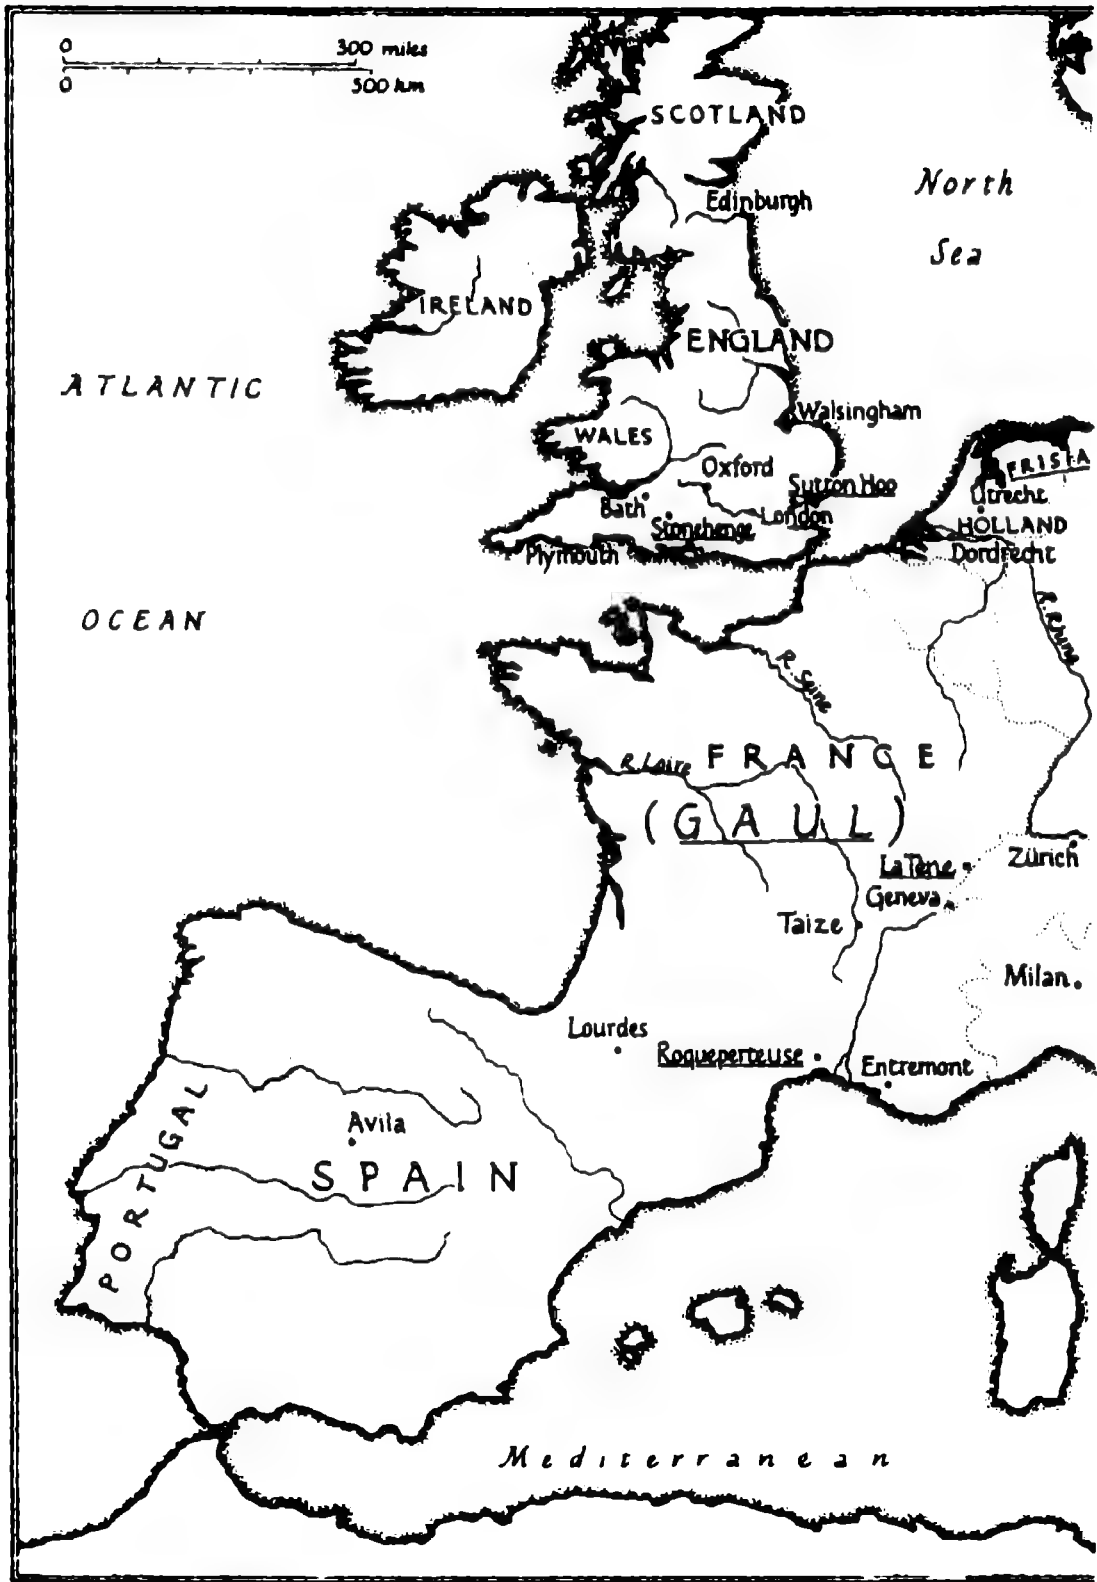 0 300 miles
0 500 km
SCOTLAND
North
Sea
Edinburgh
IRELAND
ENGLAND
ATLANTIC
Walsingham
WALES
Oxford
FRISIA
Sutton Hoo
Utrecht
Bath
London
Stonehenge
HOLLAND
Plymouth
Dordrecht
OCEAN
R. Rhine
R. Seine
R. Loire
FRANCE
(GAUL)
La Tene
Zürich
Geneva
Taize
Milan
Lourdes
Roqueperteuse
Entremont
Avila
PORTUGAL
SPAIN
Mediterranean